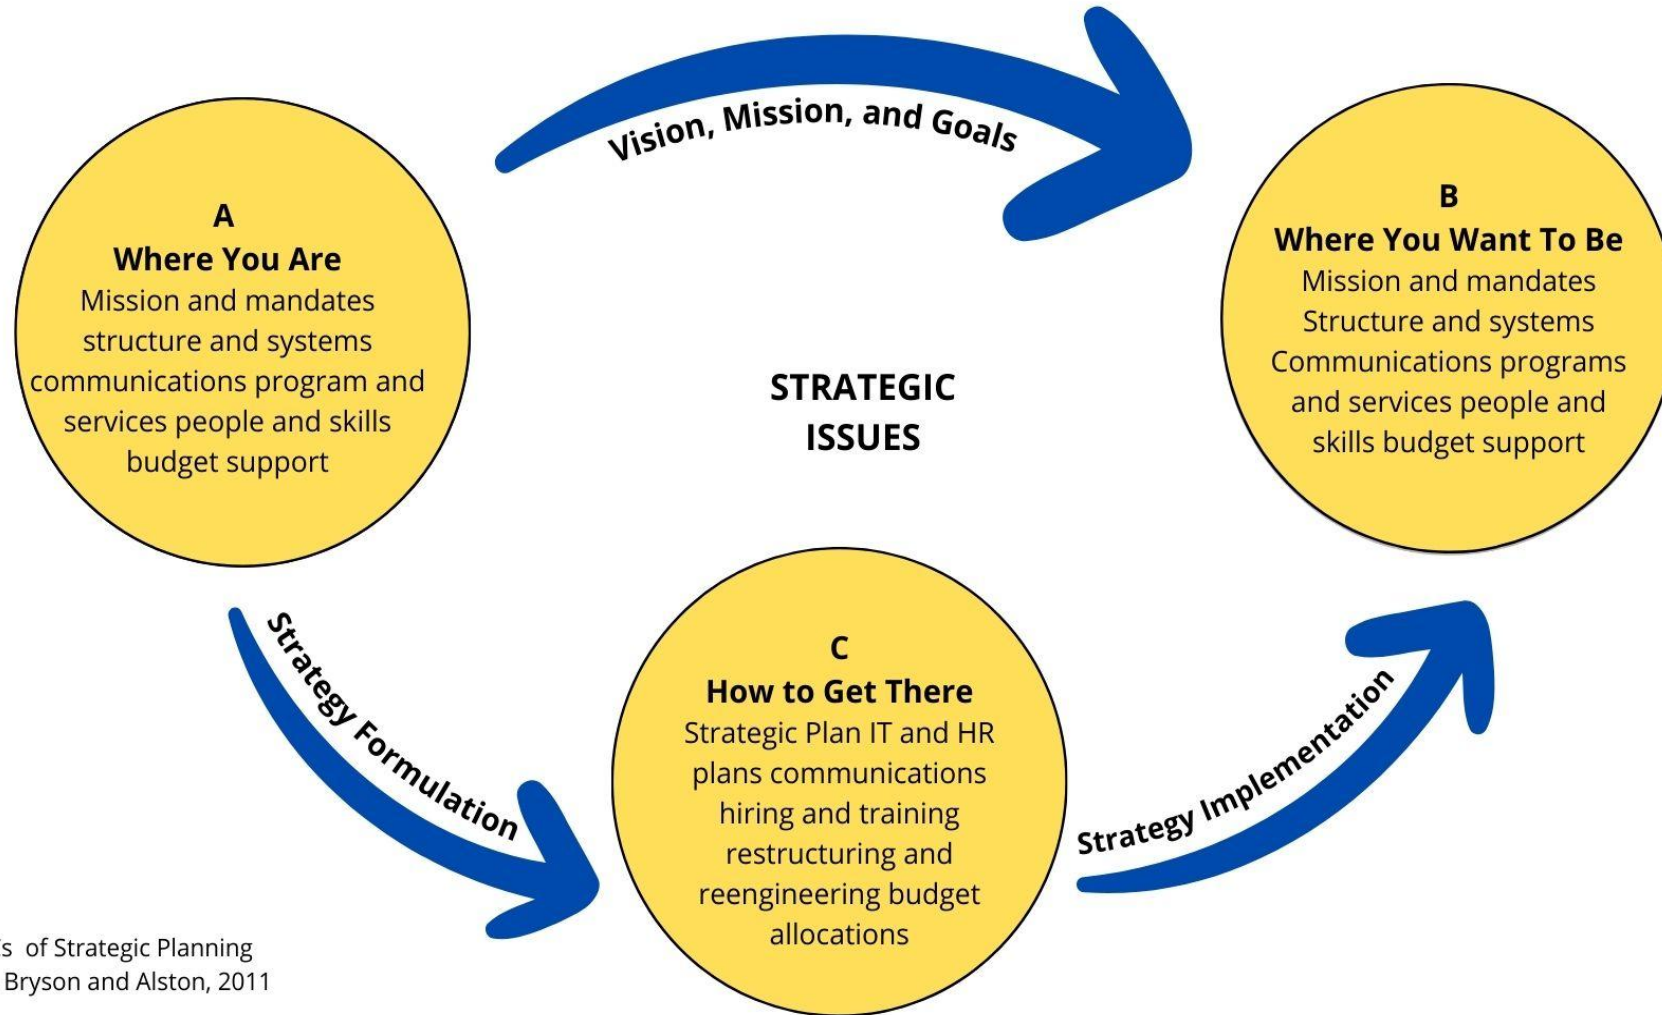 Vision, Mission, and Goals
A
Where You Are
Mission and mandates
structure and systems
communications program and
services people and skills
budget support
B
Where You Want To Be
Mission and mandates
Structure and systems
Communications programs
and services people and
skills budget support
STRATEGIC
ISSUES
Strategy Formulation
C
How to Get There
Strategic Plan IT and HR
plans communications
hiring and training
restructuring and
reengineering budget
allocations
Strategy Implementation
of Strategic Planning
Bryson and Alston, 2011